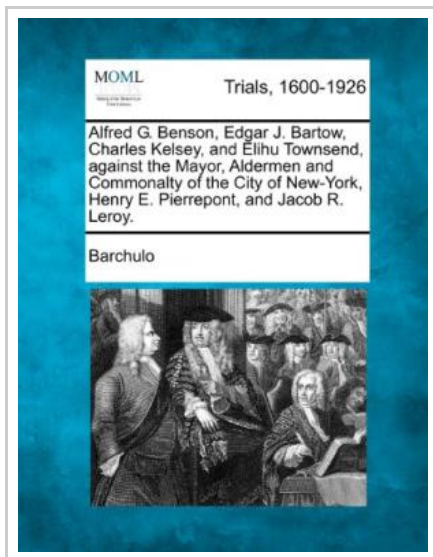 MOML
Trials, 1600-1926
Alfred G. Benson, Edgar J. Bartow,
Charles Kelsey, and Elihu Townsend,
against the Mayor, Aldermen and
Commonalty of the City of New-York,
Henry E. Pierrepont, and Jacob R.
Leroy.
Barchulo